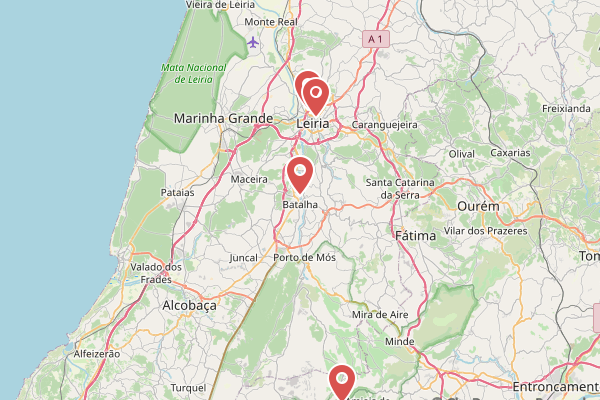 Vieira de Leiria
Monte Real
A 1
Mata Nacional
de Leiria
Freixianda
Marinha Grande
Leiria
Caranguejeira
Olival
Caxarias
Maceira
Santa Catarina
da Serra
Pataias
Batalha
Ourém
Vilar dos Prazeres
Fátima
Juncal
Porto de Mós
Valado dos
Frades
Alcobaça
Mira de Aire
Minde
Alfeizerão
Turquel
Entroncamento